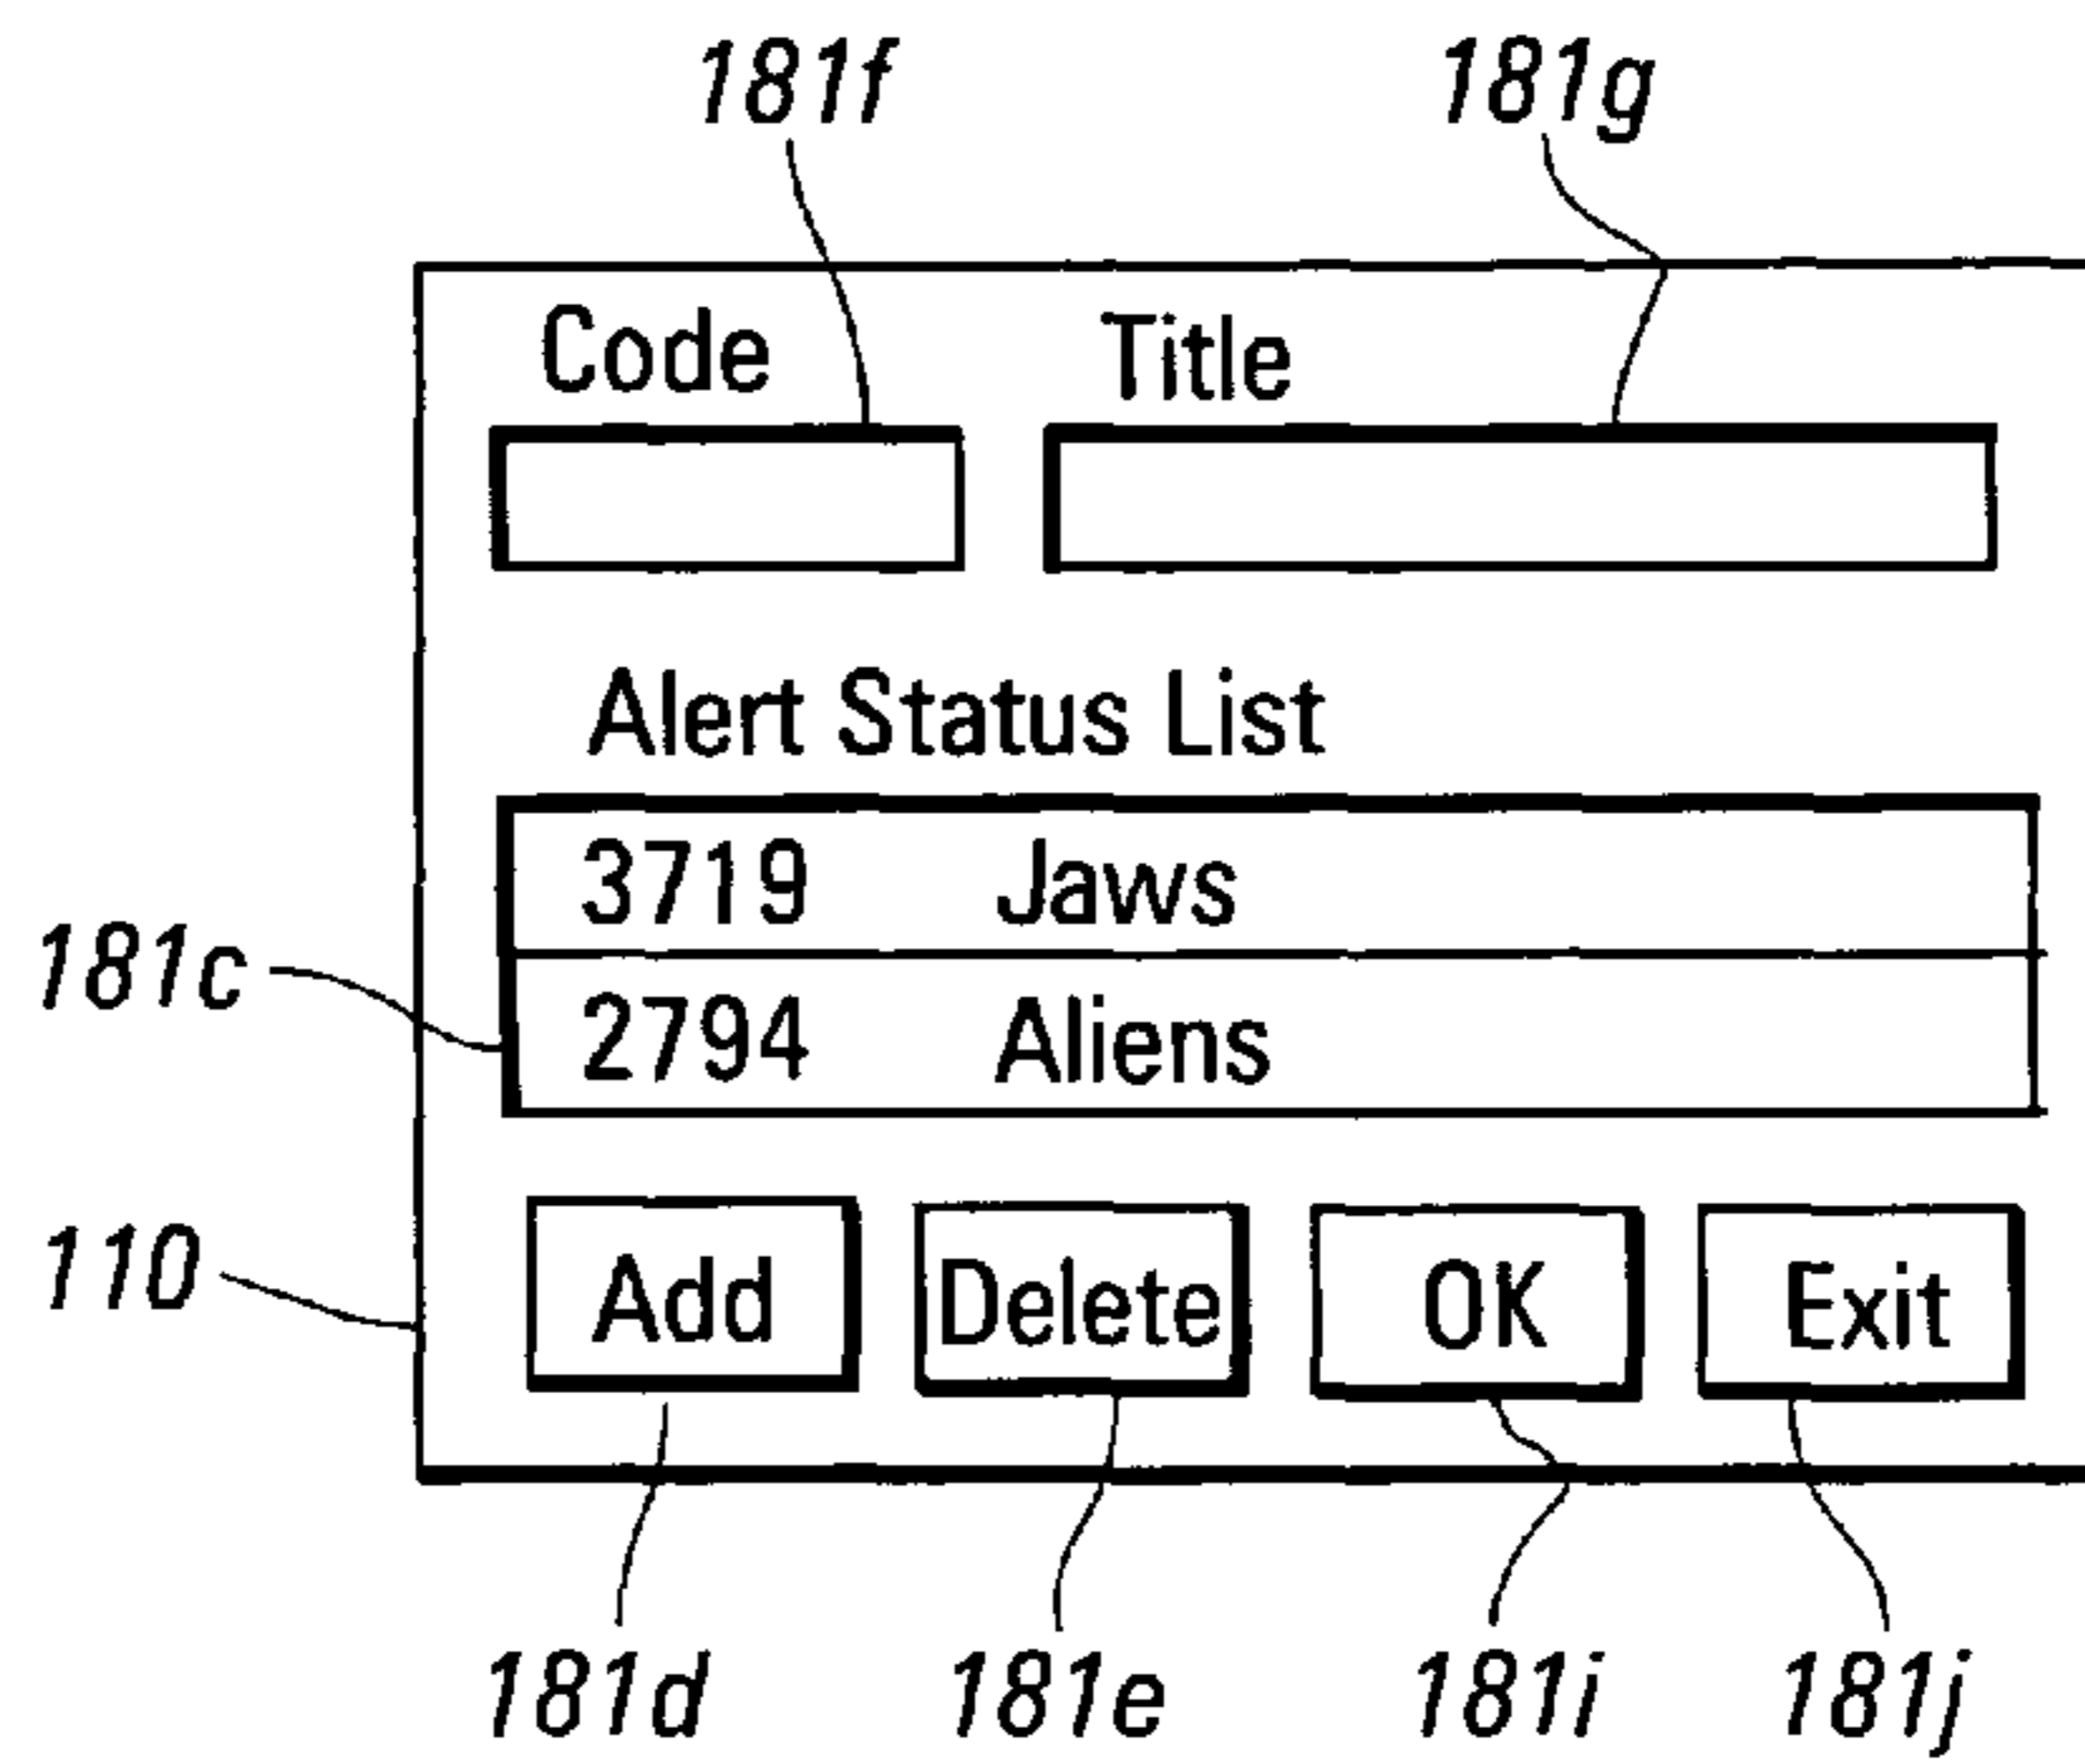 181f 181g
Code Title
Alert Status List
3719 Jaws
181c
2794 Aliens
110
Add Delete OK Exit
181d 181e 181i 181j